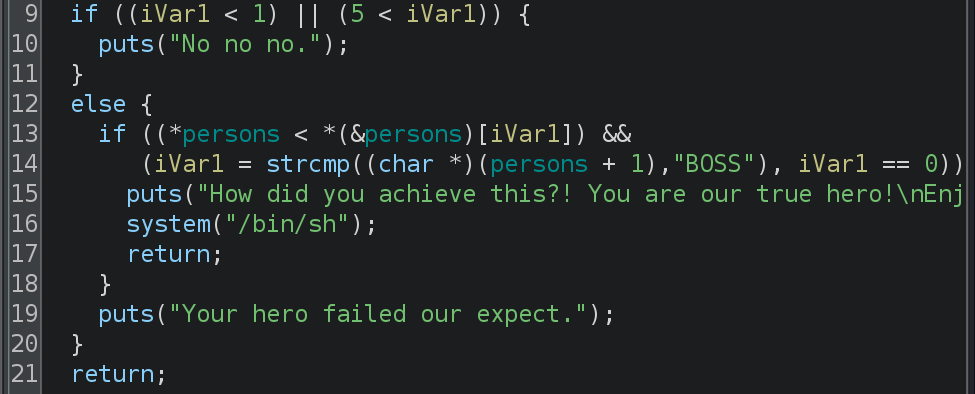 9 if ((iVar1 < 1) || (5 < iVar1)) {
10 puts("No no no.");
11 }
12 else {
13 if ((*persons < *(&persons)[iVar1]) &&
14 (iVar1 = strcmp((char *)(persons + 1),"BOSS"), iVar1 == 0))
15 puts("How did you achieve this?! You are our true hero!\nEnj
16 system("/bin/sh");
17 return;
18 }
19 puts("Your hero failed our expect.");
20 }
21 return;